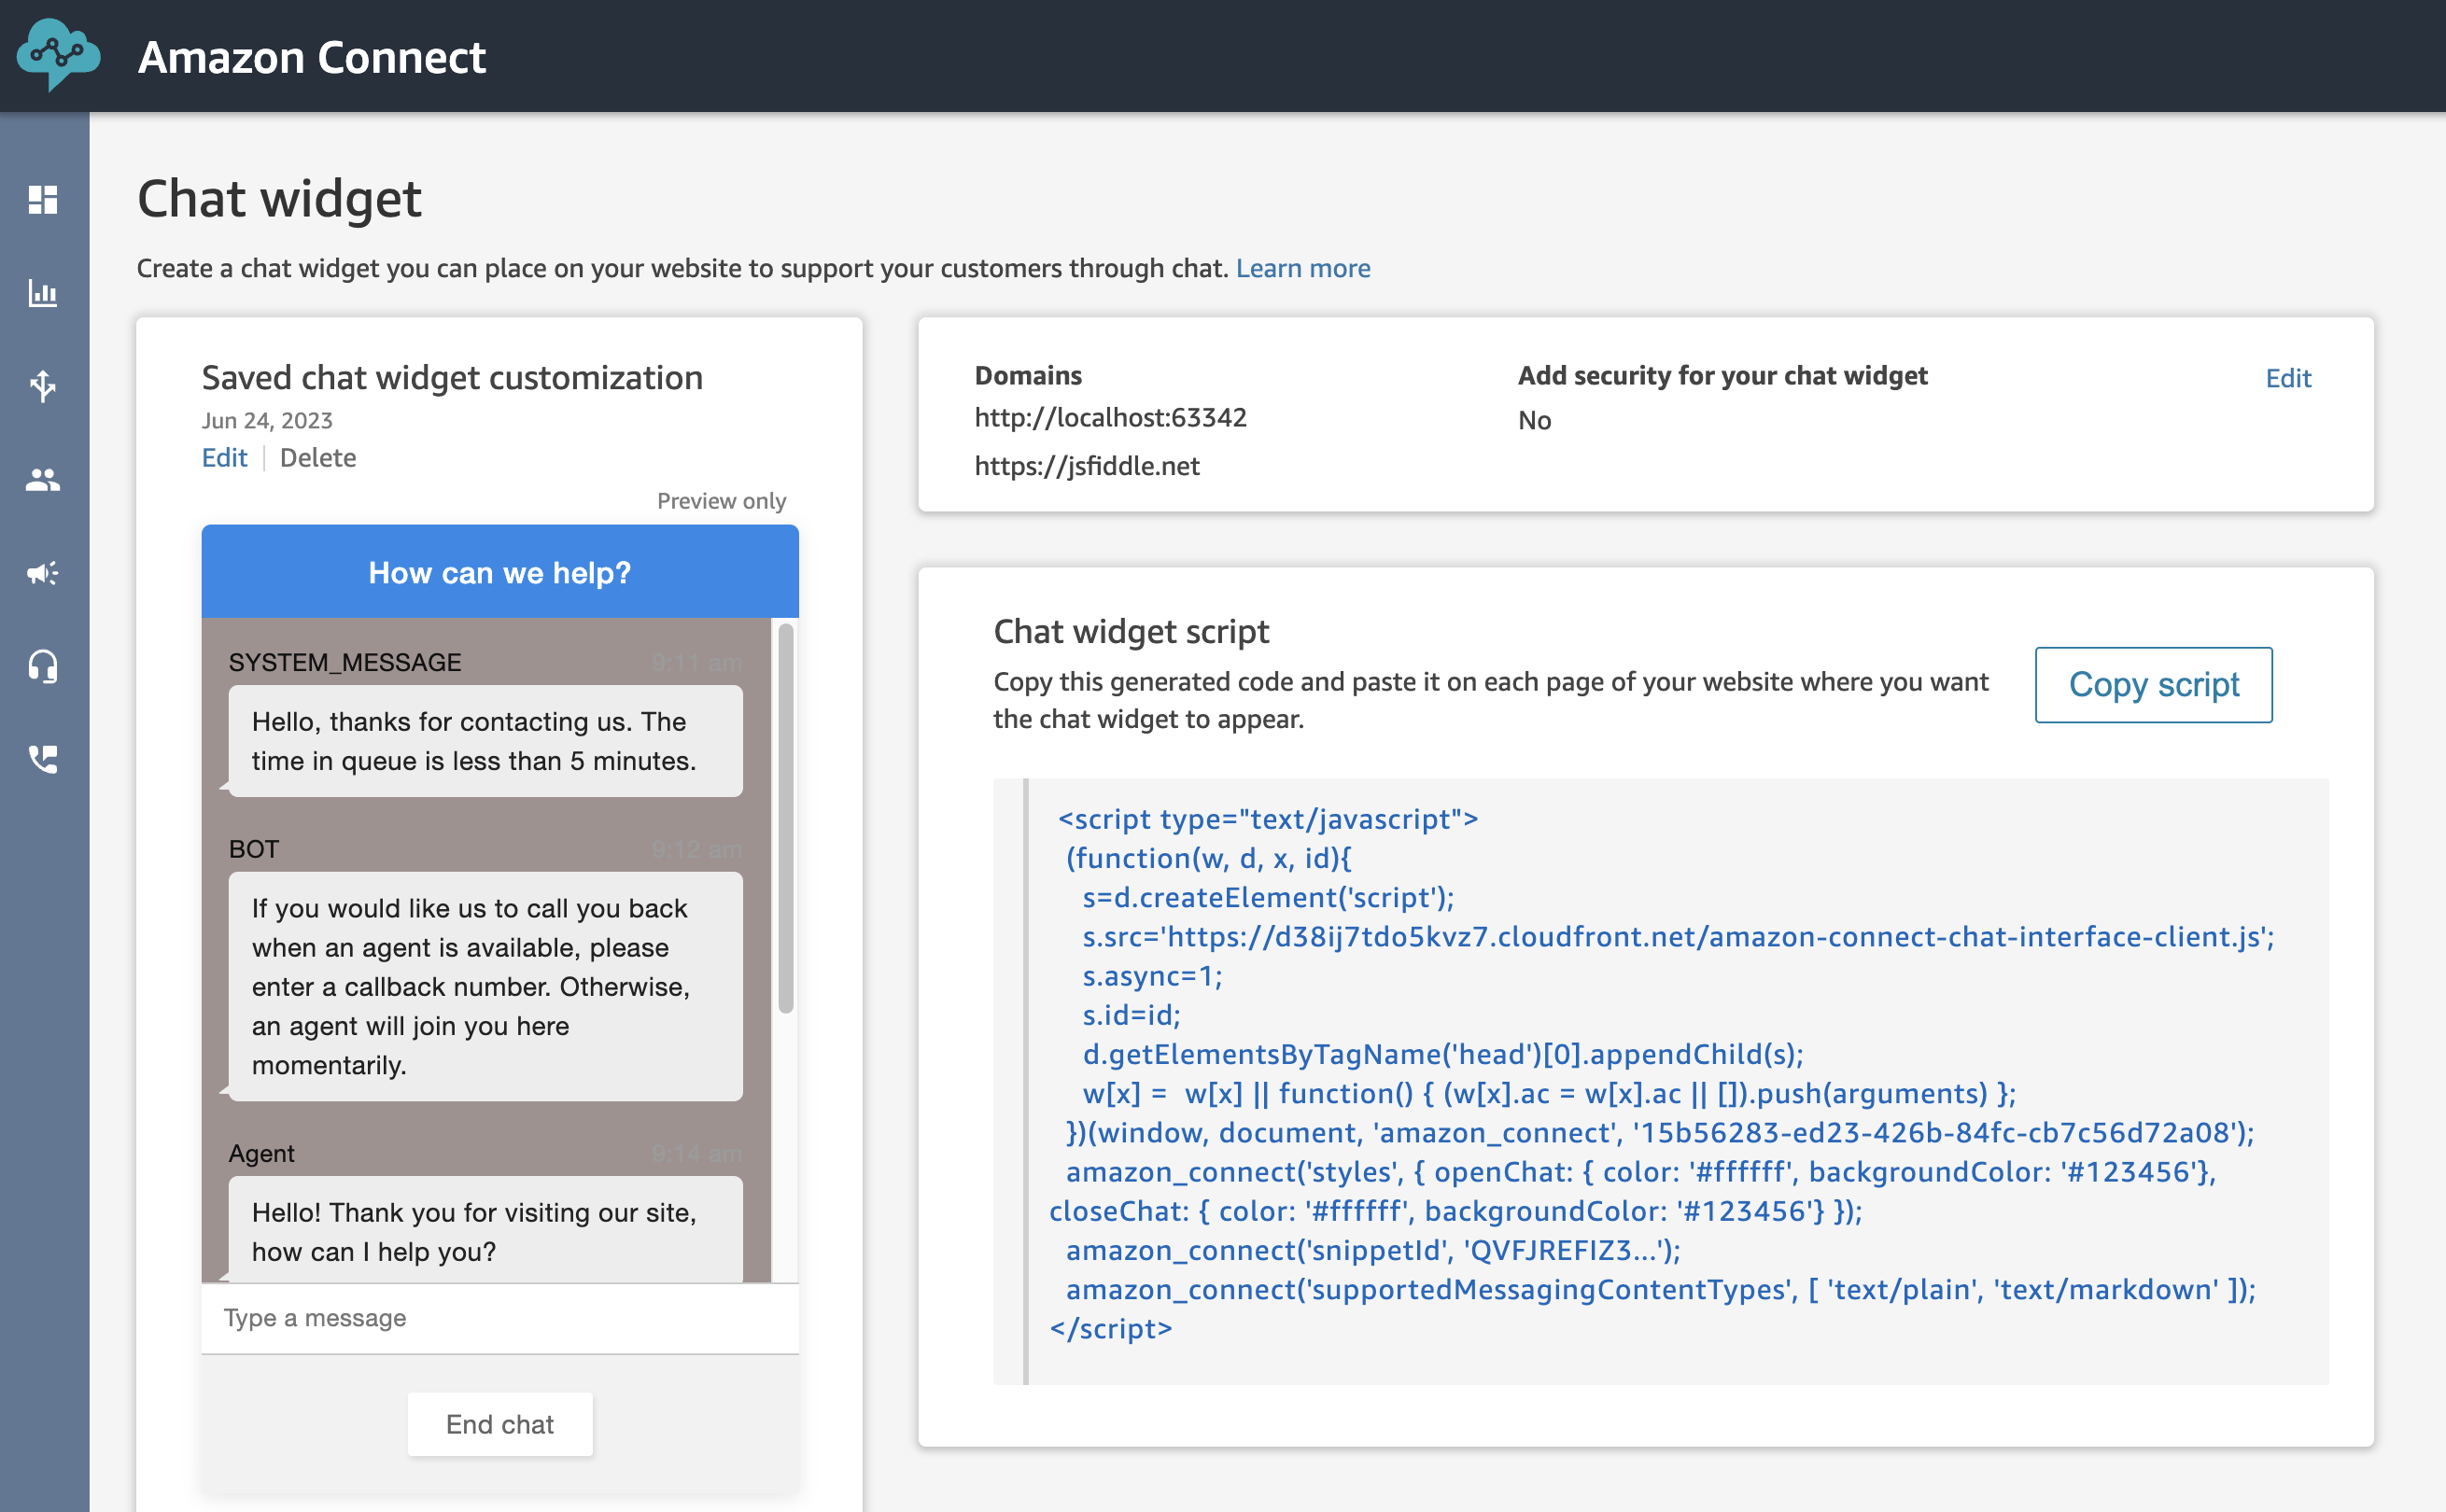 Amazon Connect
Chat widget
Create a chat widget you can place on your website to support your customers through chat. Learn more
Saved chat widget customization
Jun 24, 2023
Edit | Delete
Preview only
How can we help?
SYSTEM_MESSAGE 9:11 am
Hello, thanks for contacting us. The
time in queue is less than 5 minutes.
BOT 9:12 am
If you would like us to call you back
when an agent is available, please
enter a callback number. Otherwise,
an agent will join you here
momentarily.
Agent 9:14 am
Hello! Thank you for visiting our site,
how can I help you?
Type a message
End chat
Domains
http://localhost:63342
https://jsfiddle.net
Add security for your chat widget
No
Edit
Chat widget script
Copy this generated code and paste it on each page of your website where you want
the chat widget to appear.
Copy script
<script type="text/javascript">
(function(w, d, x, id){
s=d.createElement('script');
s.src='https://d38ij7tdo5kvz7.cloudfront.net/amazon-connect-chat-interface-client.js';
s.async=1;
s.id=id;
d.getElementsByTagName('head')[0].appendChild(s);
w[x] =  w[x] || function() { (w[x].ac = w[x].ac || []).push(arguments) };
})(window, document, 'amazon_connect', '15b56283-ed23-426b-84fc-cb7c56d72a08');
amazon_connect('styles', { openChat: { color: '#ffffff', backgroundColor: '#123456'},
closeChat: { color: '#ffffff', backgroundColor: '#123456'} });
amazon_connect('snippetId', 'QVFJREFIZ3...');
amazon_connect('supportedMessagingContentTypes', [ 'text/plain', 'text/markdown' ]);
</script>